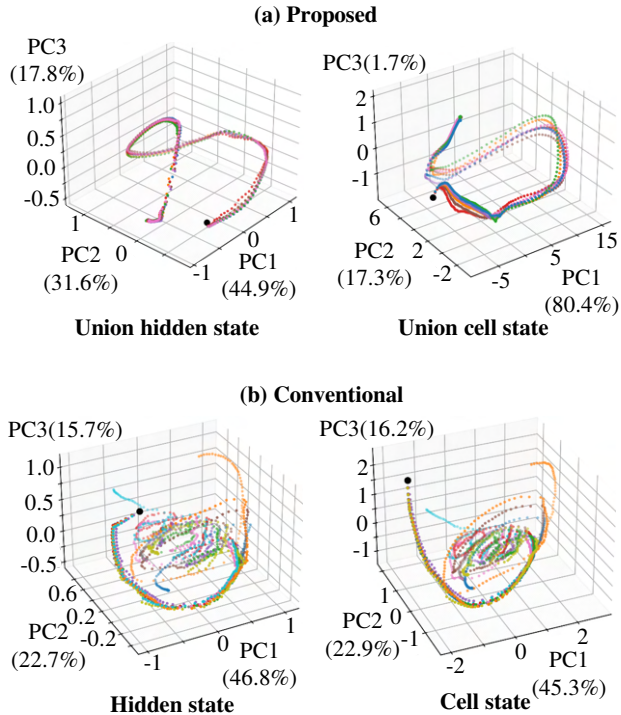 (a) Proposed
PC3
(17.8%)
1.0
0.5
0.0
-0.5
1
0
PC2
(31.6%)
-1
0
1
PC1
(44.9%)
Union hidden state
PC3(1.7%)
2
1
0
-1
6
2
-2
PC2
(17.3%)
-5
5
15
PC1
(80.4%)
Union cell state
(b) Conventional
PC3(15.7%)
1.0
0.5
0.0
-0.5
0.6
0.2
-0.2
PC2
(22.7%)
-1
0
1
PC1
(46.8%)
Hidden state
PC3(16.2%)
2
1
0
-1
1
0
-1
PC2
(22.9%)
-2
0
2
PC1
(45.3%)
Cell state